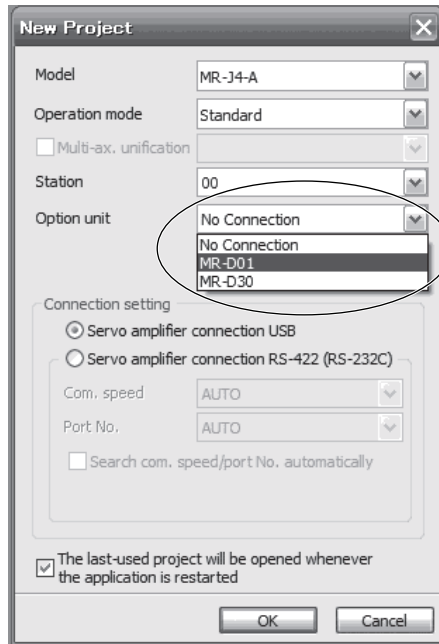 New Project
Model MR-J4-A
Operation mode Standard
Multi-ax. unification
Station 00
Option unit No Connection
No Connection
MR-D01
MR-D30
Connection setting
Servo amplifier connection USB
Servo amplifier connection RS-422 (RS-232C)
Com. speed AUTO
Port No. AUTO
Search com. speed/port No. automatically
The last-used project will be opened whenever
the application is restarted
OK Cancel